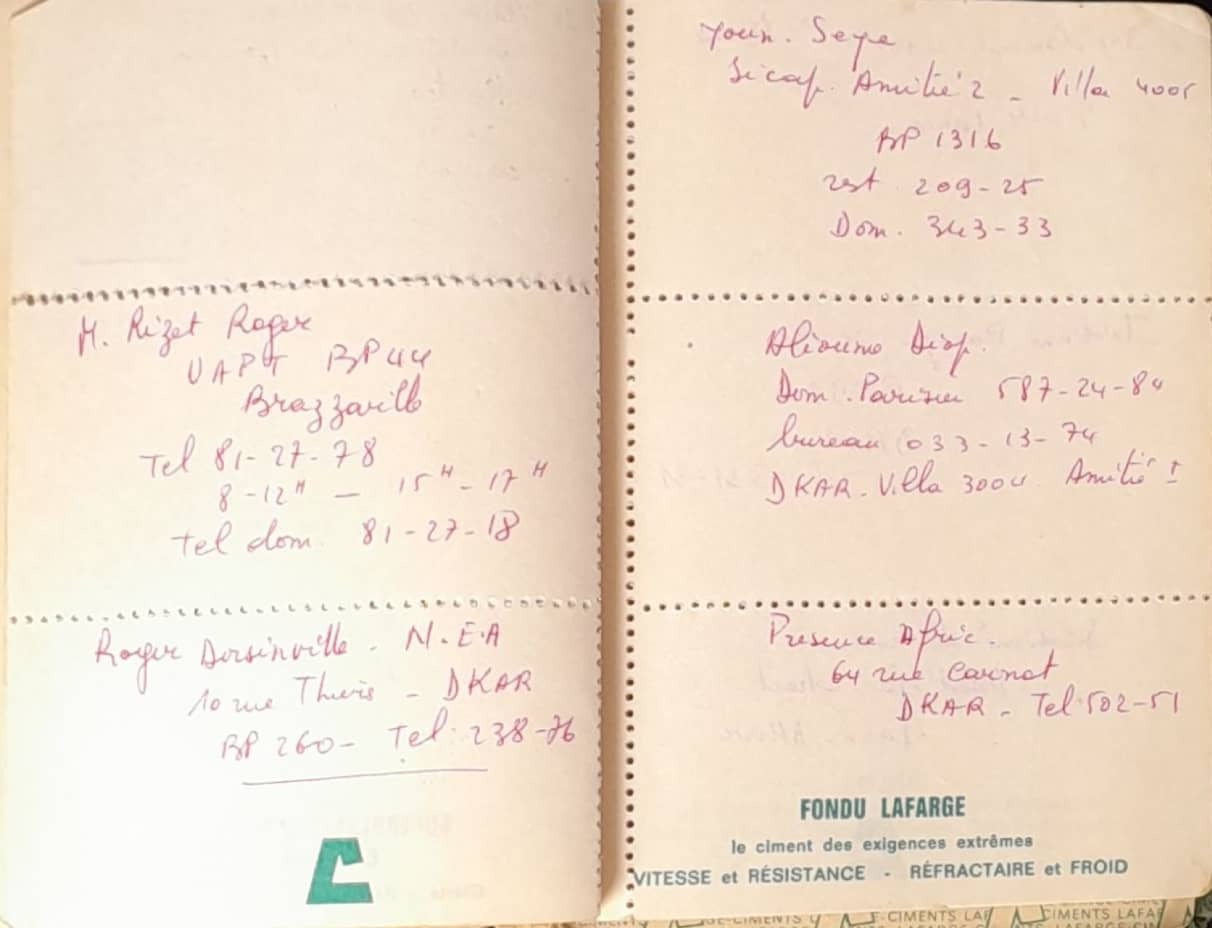 M. Rizet Roger
UAPT BP 44
Brazzaville
Tel 81-27-78
8-12H - 15H-17H
Tel dom. 81-27-18
Roger Dorsinville - N.E.A
10 rue Thiers - DKAR
BP 260 - Tel: 238-76
Youn. Seye
Sicap. Amitié 2 - Villa 4005
BP 1316
rest 209-25
Dom. 343-33
Alioune Diop.
Dom. Parisien 587-24-84
bureau 033-13-74
DKAR. Villa 3004 Amitié I
Presence Afric.
64 rue Carnot
DKAR - Tel: 502-51
FONDU LAFARGE
le ciment des exigences extrêmes
VITESSE et RÉSISTANCE - RÉFRACTAIRE et FROID
CIMENTS LAF
CIMENTS LAFA